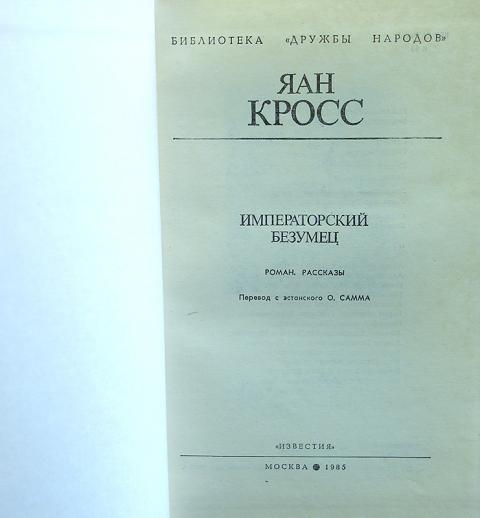 БИБЛИОТЕКА «ДРУЖБЫ НАРОДОВ»
ЯАН
КРОСС
ИМПЕРАТОРСКИЙ
БЕЗУМЕЦ
РОМАН. РАССКАЗЫ
Перевод с эстонского О. САММА
«ИЗВЕСТИЯ»
МОСКВА 1985